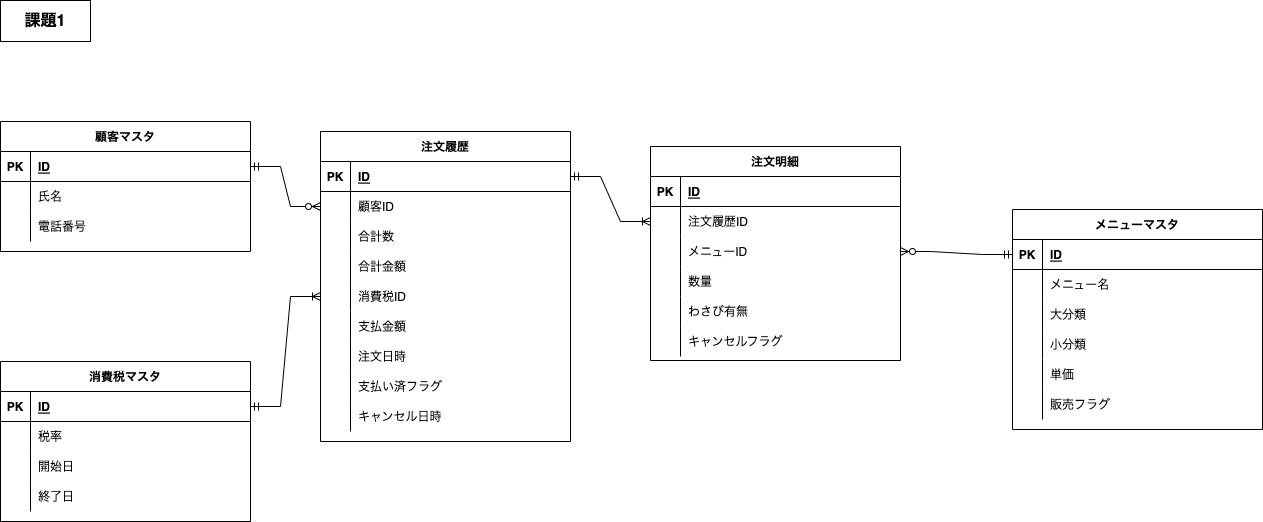 課題1
顧客マスタ
PK ID
氏名
電話番号
消費税マスタ
PK ID
税率
開始日
終了日
注文履歴
PK ID
顧客ID
合計数
合計金額
消費税ID
支払金額
注文日時
支払い済フラグ
キャンセル日時
注文明細
PK ID
注文履歴ID
メニューID
数量
わさび有無
キャンセルフラグ
メニューマスタ
PK ID
メニュー名
大分類
小分類
単価
販売フラグ